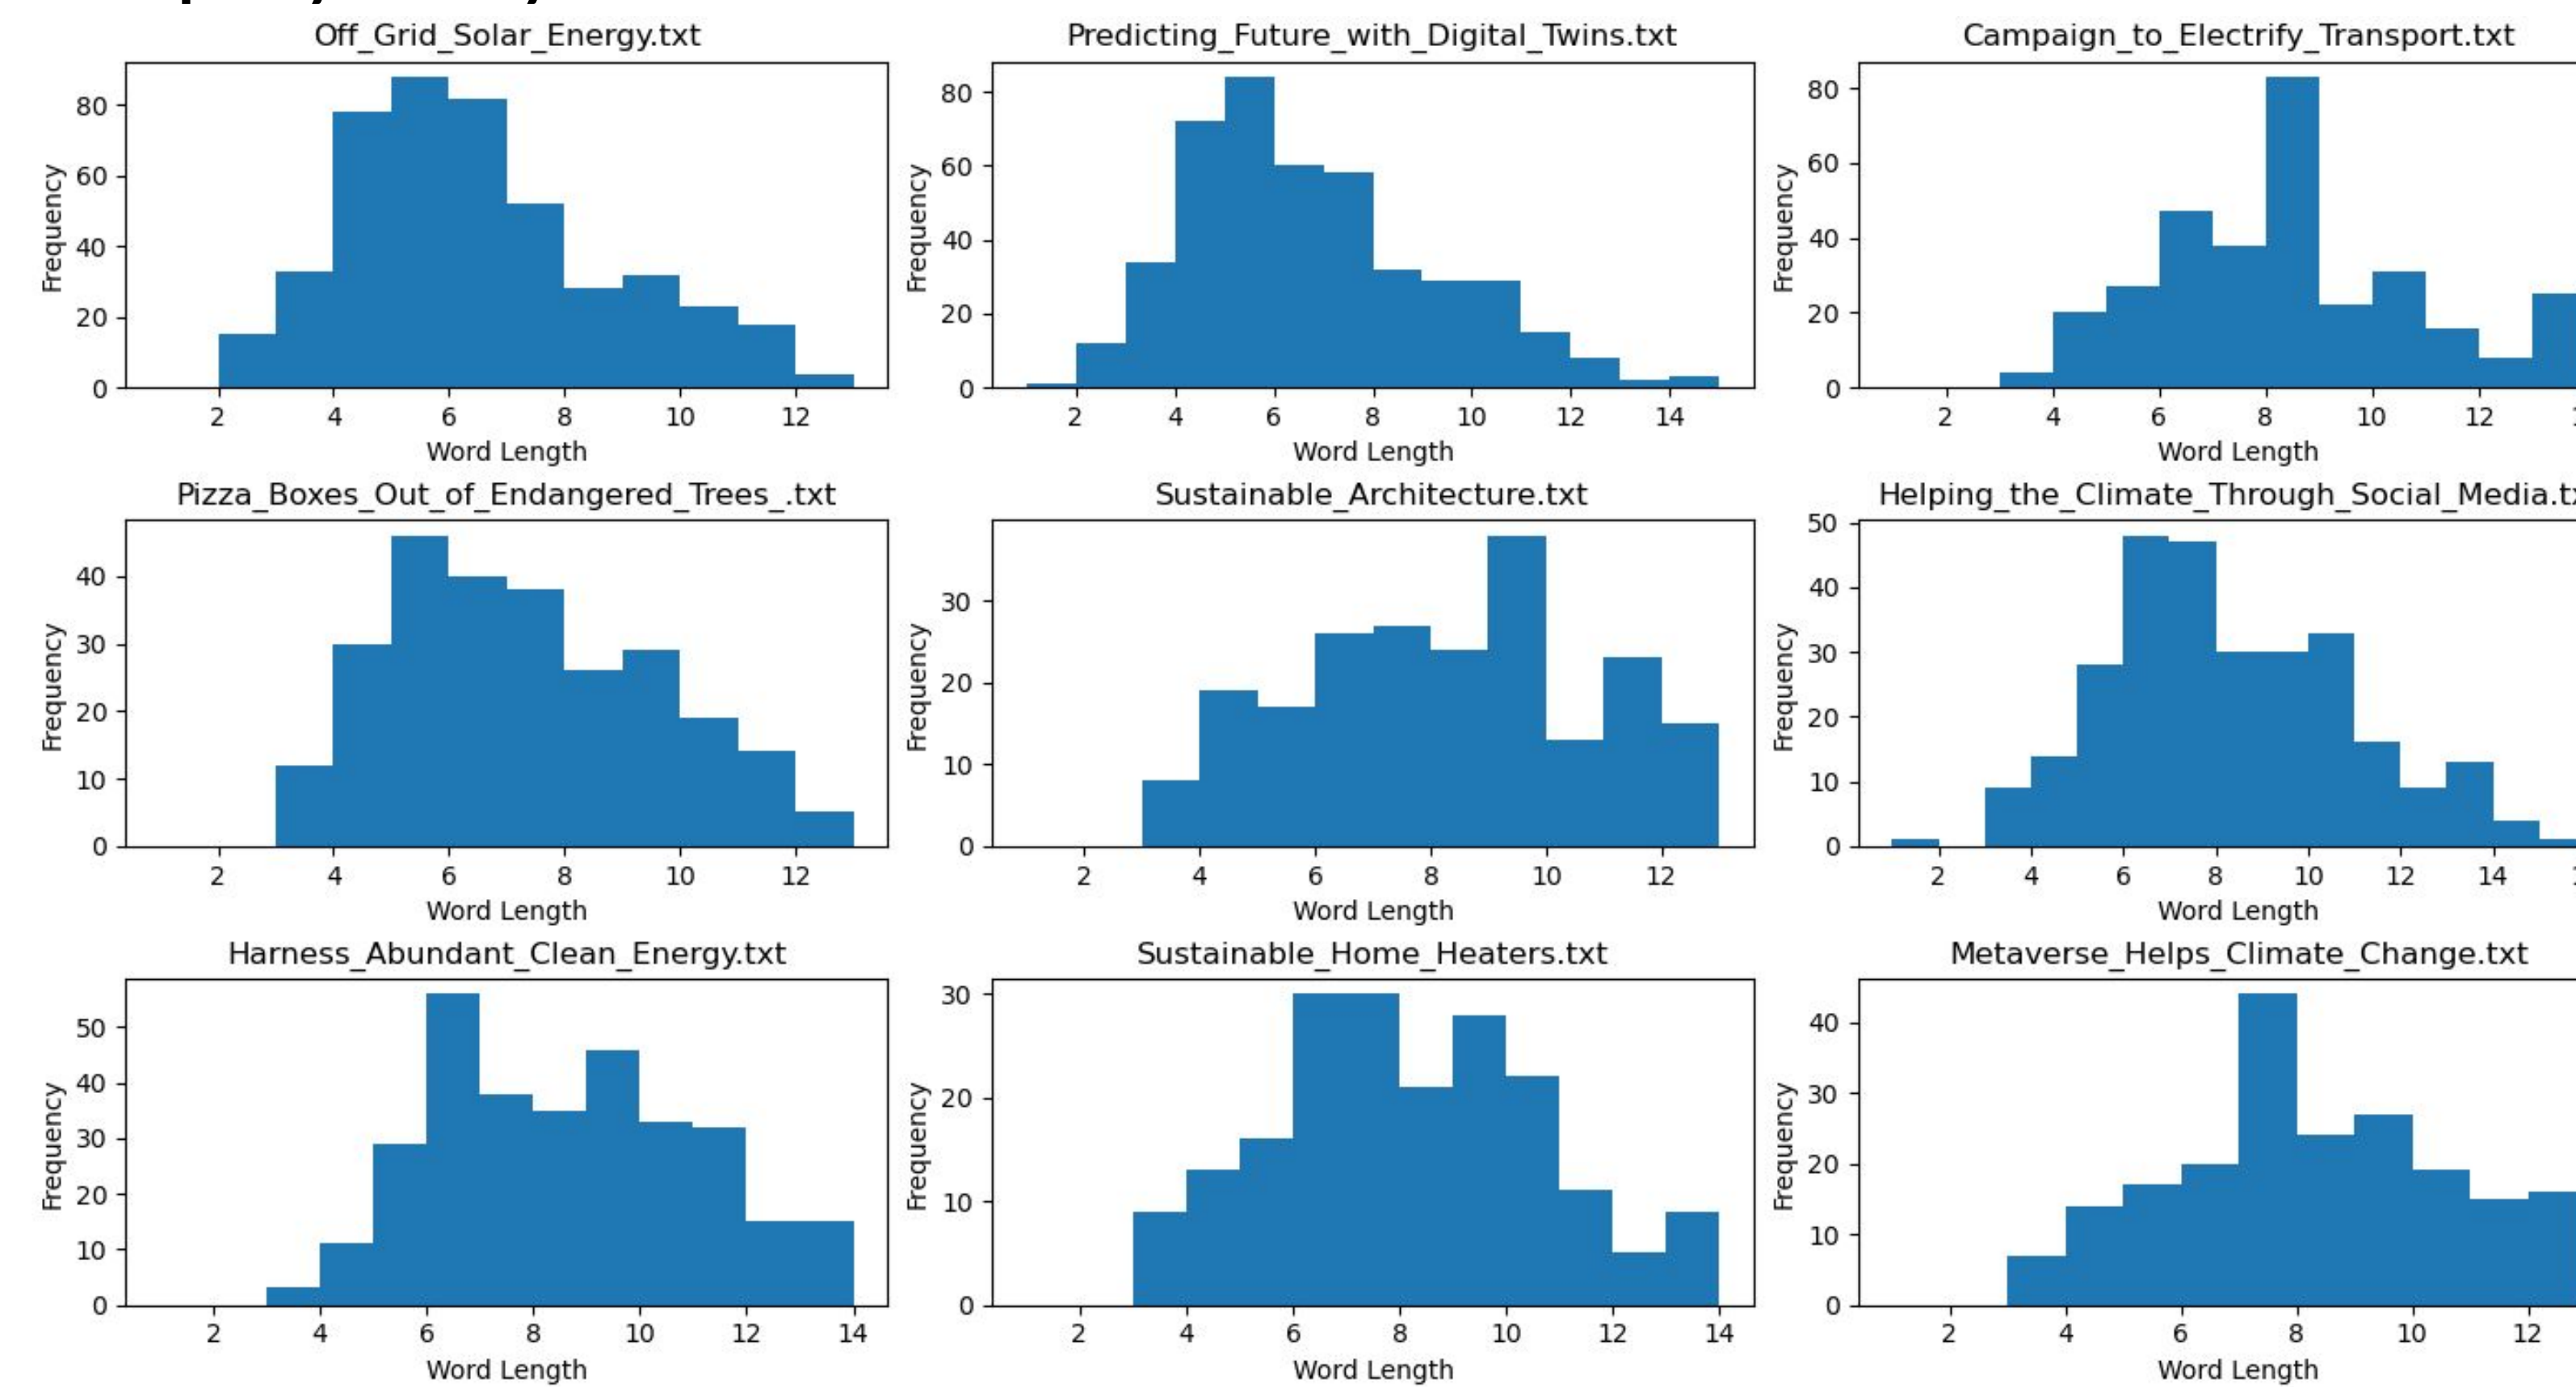 Off_Grid_Solar_Energy.txt
Frequency
80
60
40
20
0
2 4 6 8 10 12
Word Length
Predicting_Future_with_Digital_Twins.txt
Frequency
80
60
40
20
0
2 4 6 8 10 12 14
Word Length
Campaign_to_Electrify_Transport.txt
Frequency
80
60
40
20
0
2 4 6 8 10 12
Word Length
Pizza_Boxes_Out_of_Endangered_Trees_.txt
Frequency
40
30
20
10
0
2 4 6 8 10 12
Word Length
Sustainable_Architecture.txt
Frequency
30
20
10
0
2 4 6 8 10 12
Word Length
Helping_the_Climate_Through_Social_Media.tx
Frequency
50
40
30
20
10
0
2 4 6 8 10 12 14
Word Length
Harness_Abundant_Clean_Energy.txt
Frequency
50
40
30
20
10
0
2 4 6 8 10 12 14
Word Length
Sustainable_Home_Heaters.txt
Frequency
30
20
10
0
2 4 6 8 10 12 14
Word Length
Metaverse_Helps_Climate_Change.txt
Frequency
40
30
20
10
0
2 4 6 8 10 12
Word Length